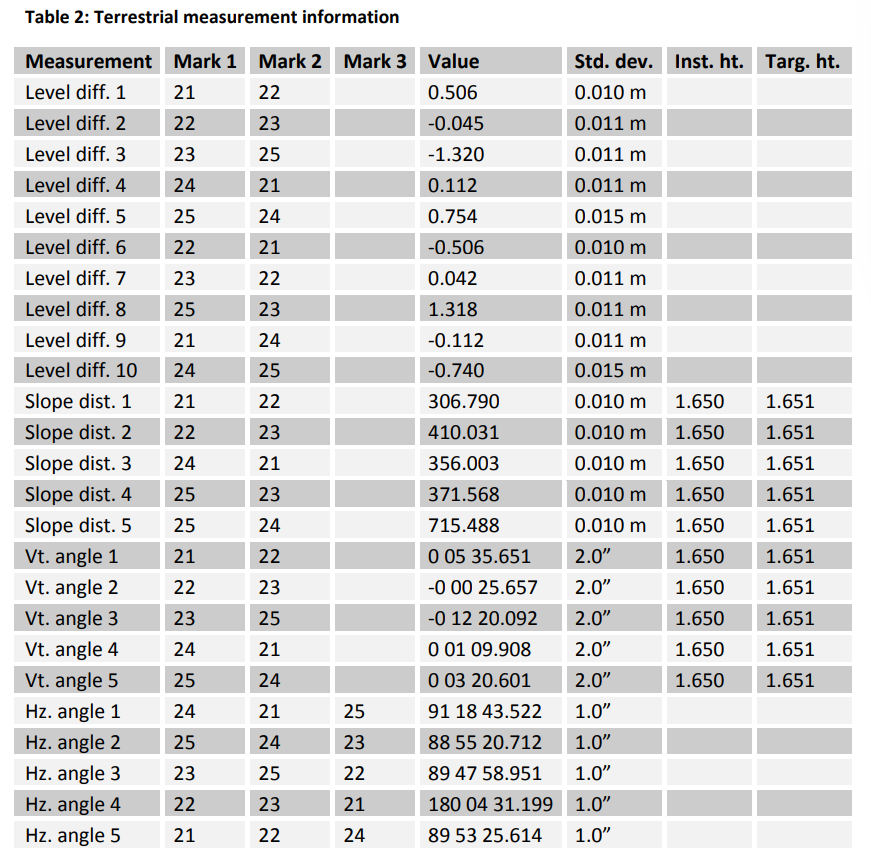 Table 2: Terrestrial measurement information
Measurement Mark 1 Mark 2 Mark 3 Value Std. dev. Inst. ht. Targ. ht.
Level diff. 1 21 22 0.506 0.010 m
Level diff. 2 22 23 -0.045 0.011 m
Level diff. 3 23 25 -1.320 0.011 m
Level diff. 4 24 21 0.112 0.011 m
Level diff. 5 25 24 0.754 0.015 m
Level diff. 6 22 21 -0.506 0.010 m
Level diff. 7 23 22 0.042 0.011 m
Level diff. 8 25 23 1.318 0.011 m
Level diff. 9 21 24 -0.112 0.011 m
Level diff. 10 24 25 -0.740 0.015 m
Slope dist. 1 21 22 306.790 0.010 m 1.650 1.651
Slope dist. 2 22 23 410.031 0.010 m 1.650 1.651
Slope dist. 3 24 21 356.003 0.010 m 1.650 1.651
Slope dist. 4 25 23 371.568 0.010 m 1.650 1.651
Slope dist. 5 25 24 715.488 0.010 m 1.650 1.651
Vt. angle 1 21 22 0 05 35.651 2.0” 1.650 1.651
Vt. angle 2 22 23 -0 00 25.657 2.0” 1.650 1.651
Vt. angle 3 23 25 -0 12 20.092 2.0” 1.650 1.651
Vt. angle 4 24 21 0 01 09.908 2.0” 1.650 1.651
Vt. angle 5 25 24 0 03 20.601 2.0” 1.650 1.651
Hz. angle 1 24 21 25 91 18 43.522 1.0”
Hz. angle 2 25 24 23 88 55 20.712 1.0”
Hz. angle 3 23 25 22 89 47 58.951 1.0”
Hz. angle 4 22 23 21 180 04 31.199 1.0”
Hz. angle 5 21 22 24 89 53 25.614 1.0”